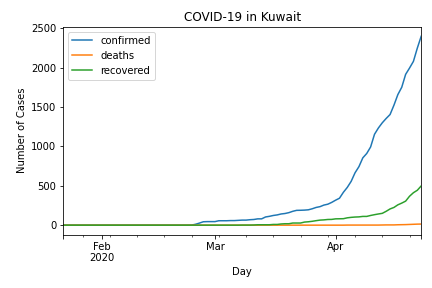 COVID-19 in Kuwait
confirmed
deaths
recovered
Number of Cases
2500
2000
1500
1000
500
0
Feb
2020
Mar
Apr
Day